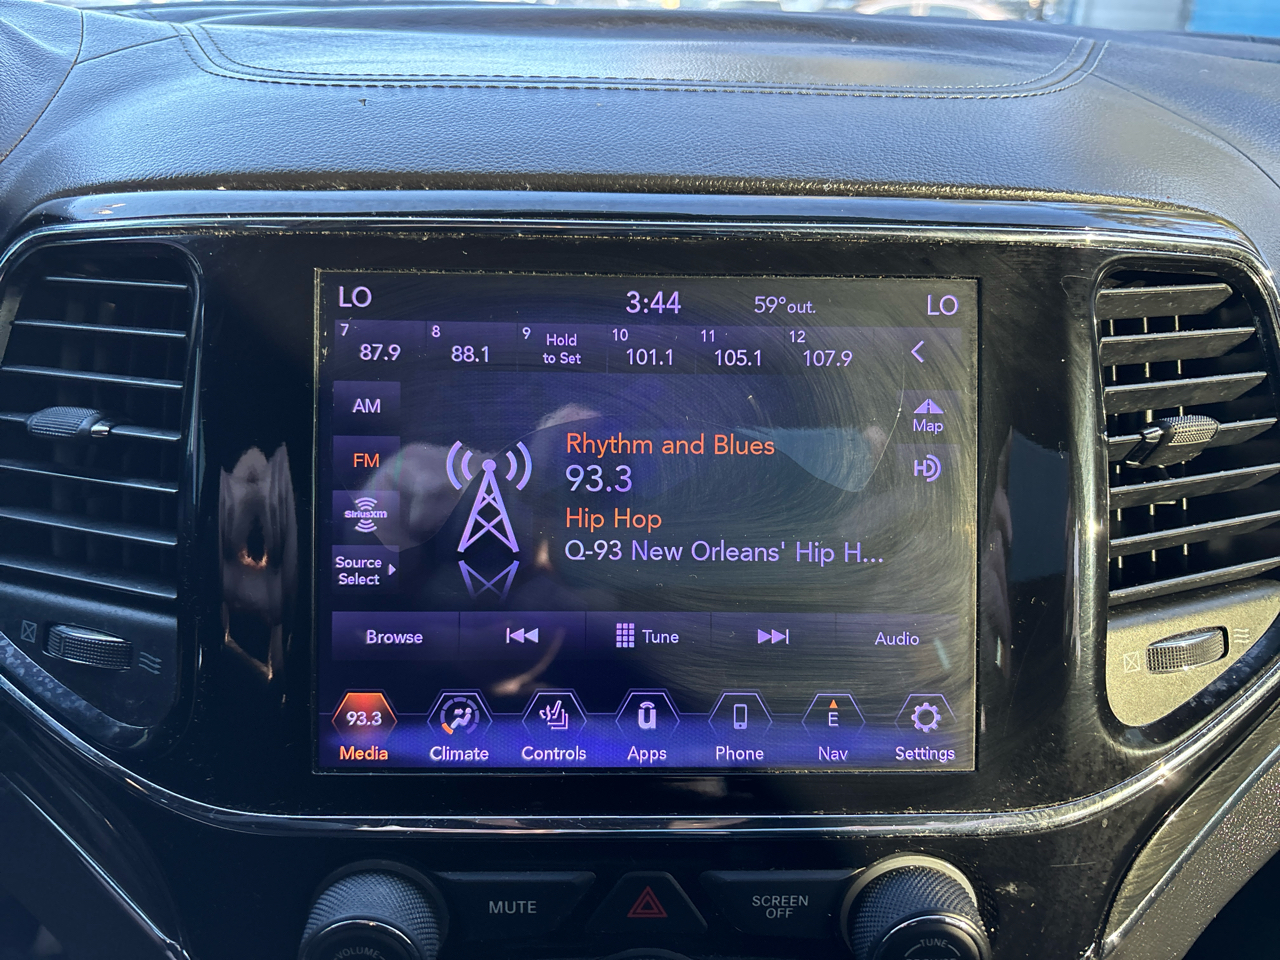 LO 3:44 59° out. LO
7 87.9 8 88.1 9 Hold to Set 10 101.1 11 105.1 12 107.9
AM
Map
Rhythm and Blues
FM
93.3
SiriusXM
Hip Hop
Q-93 New Orleans' Hip H...
Source
Select
Browse Tune Audio
93.3 E
Media Climate Controls Apps Phone Nav Settings
MUTE
SCREEN
OFF
VOLUME
TUNE